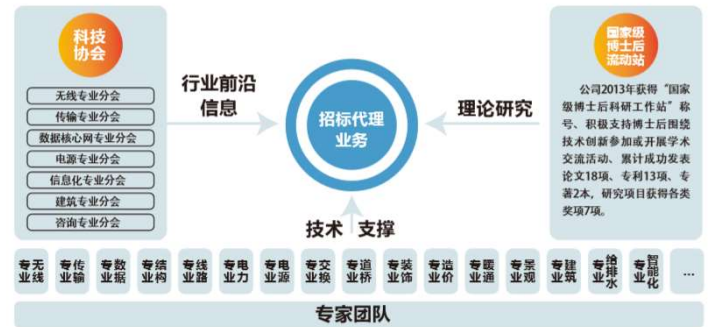 科技
协会
无线专业分会
传输专业分会
数据核心网专业分会
电源专业分会
信息化专业分会
建筑专业分会
咨询专业分会
行业前沿
信息
招标代理
业务
理论研究
国家级
博士后
流动站
公司2013年获得“国家
级博士后科研工作站”称
号、积极支持博士后围绕
技术创新参加或开展学术
交流活动、累计成功发表
论文18项、专利13项、专
著2本，研究项目获得各类
奖项7项。
技术 支撑
无线专业
传输专业
数据专业
结构专业
线路专业
电力专业
电源专业
交换专业
道桥专业
装饰专业
造价专业
暖通专业
景观专业
建筑专业
给排水专业
智能化专业
...
专家团队